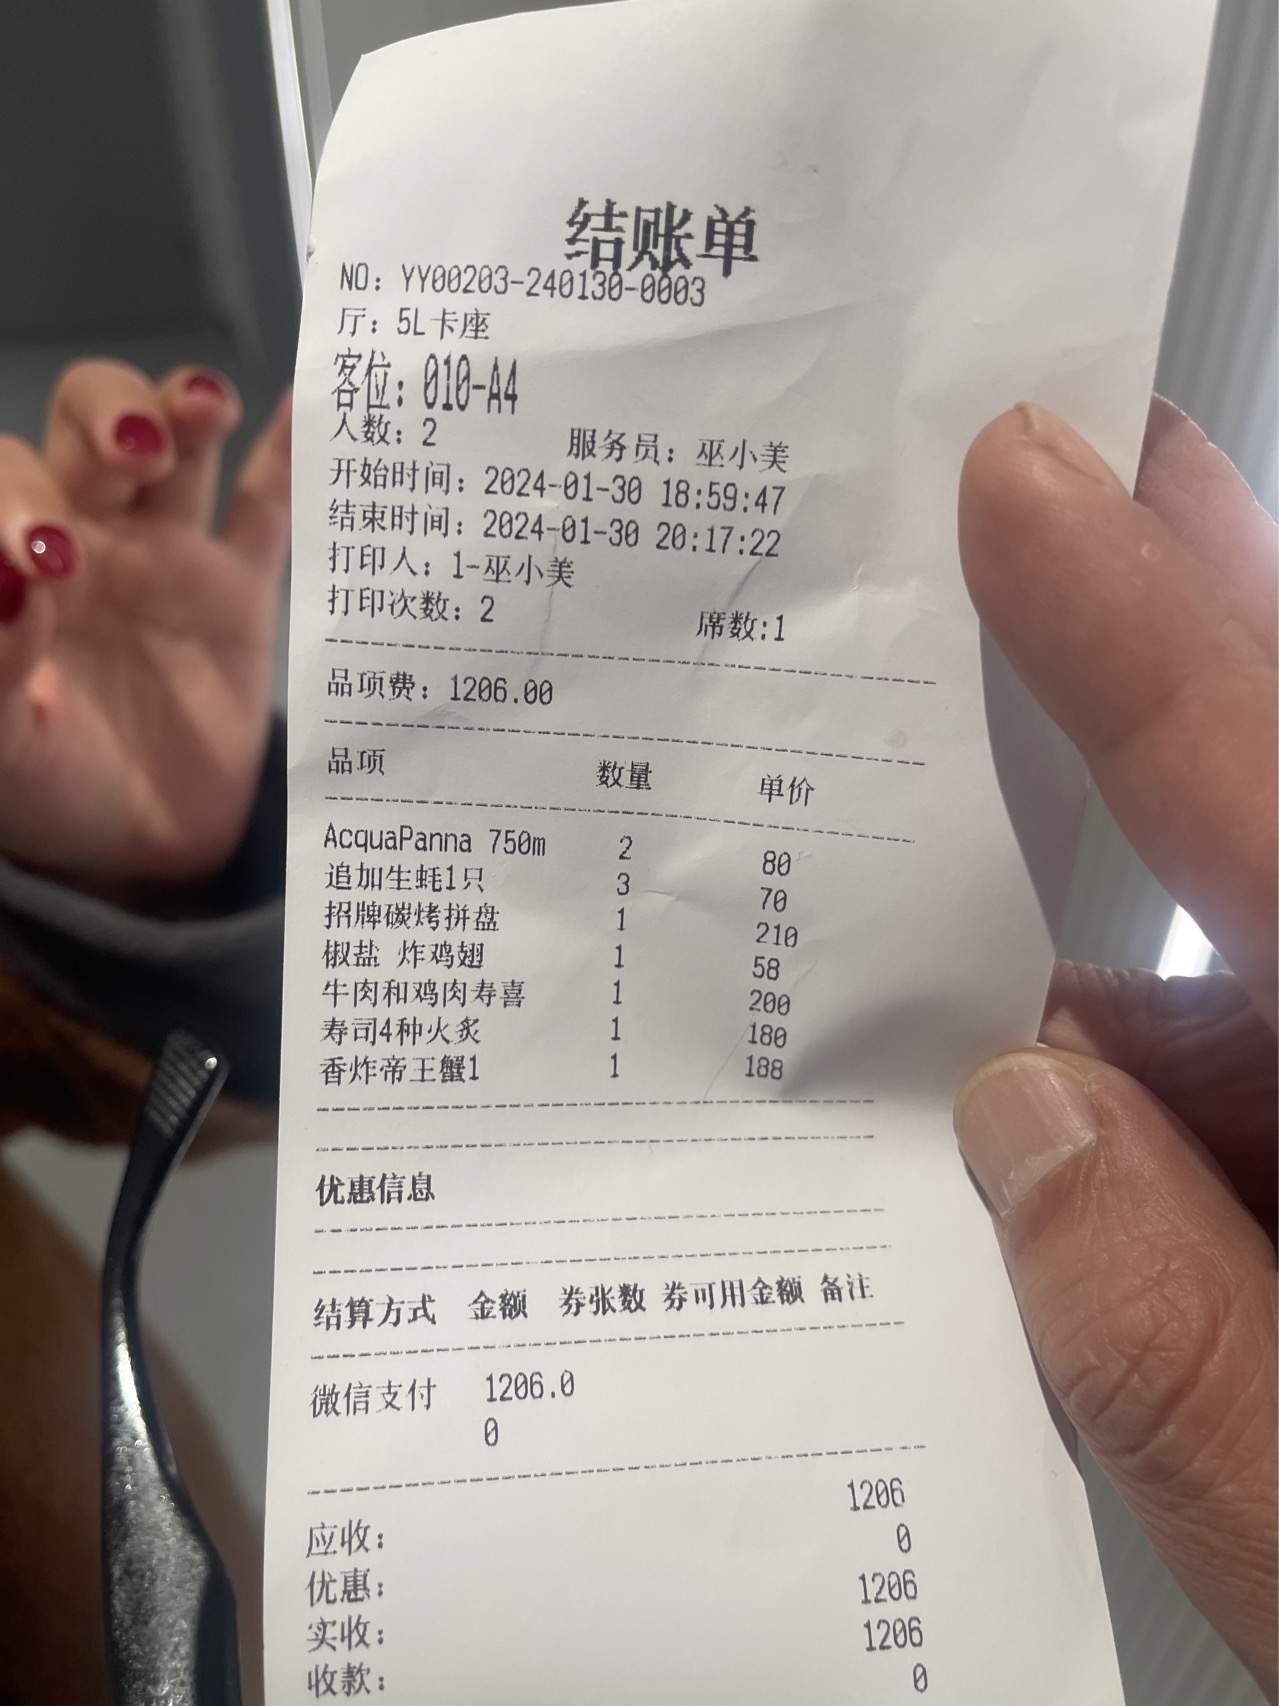 结账单
NO: YY00203-240130-0003
厅: 5L卡座
客位: 010-A4
人数: 2 服务员: 巫小美
开始时间: 2024-01-30 18:59:47
结束时间: 2024-01-30 20:17:22
打印人: 1-巫小美
打印次数: 2 席数:1
品项费: 1206.00
品项 数量 单价
AcquaPanna 750m 2 80
追加生蚝1只 3 70
招牌碳烤拼盘 1 210
椒盐 炸鸡翅 1 58
牛肉和鸡肉寿喜 1 200
寿司4种火炙 1 180
香炸帝王蟹1 1 188
优惠信息
结算方式 金额 券张数 券可用金额 备注
微信支付 1206.0
0
应收: 1206
优惠: 0
实收: 1206
收款: 1206
0